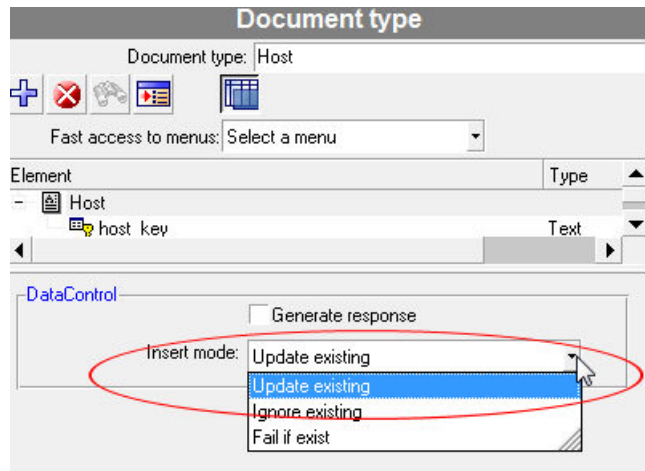 Document type
Document type: Host
Fast access to menus: Select a menu
Element Type
Host
host_key Text
DataControl
Generate response
Insert mode: Update existing
Update existing
Ignore existing
Fail if exist